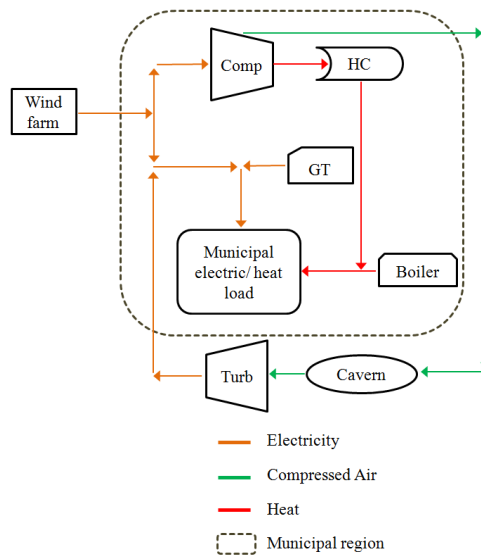 Comp
HC
Wind
farm
GT
Municipal
electric/ heat
load
Boiler
Turb
Cavern
Electricity
Compressed Air
Heat
Municipal region